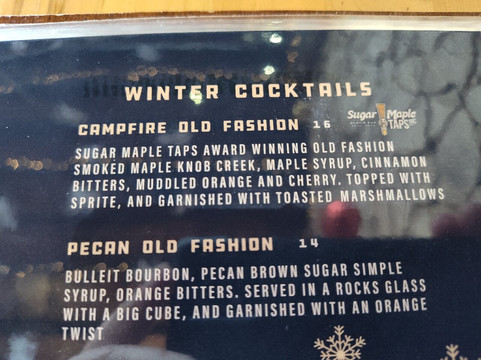 WINTER COCKTAILS
CAMPFIRE OLD FASHION 16
Sugar Maple
TAPS
SUGAR MAPLE TAPS AWARD WINNING OLD FASHION
SMOKED MAPLE KNOB CREEK, MAPLE SYRUP, CINNAMON
BITTERS, MUDDLED ORANGE AND CHERRY. TOPPED WITH
SPRITE, AND GARNISHED WITH TOASTED MARSHMALLOWS
PECAN OLD FASHION 14
BULLEIT BOURBON, PECAN BROWN SUGAR SIMPLE
SYRUP, ORANGE BITTERS. SERVED IN A ROCKS GLASS
WITH A BIG CUBE, AND GARNISHED WITH AN ORANGE
TWIST